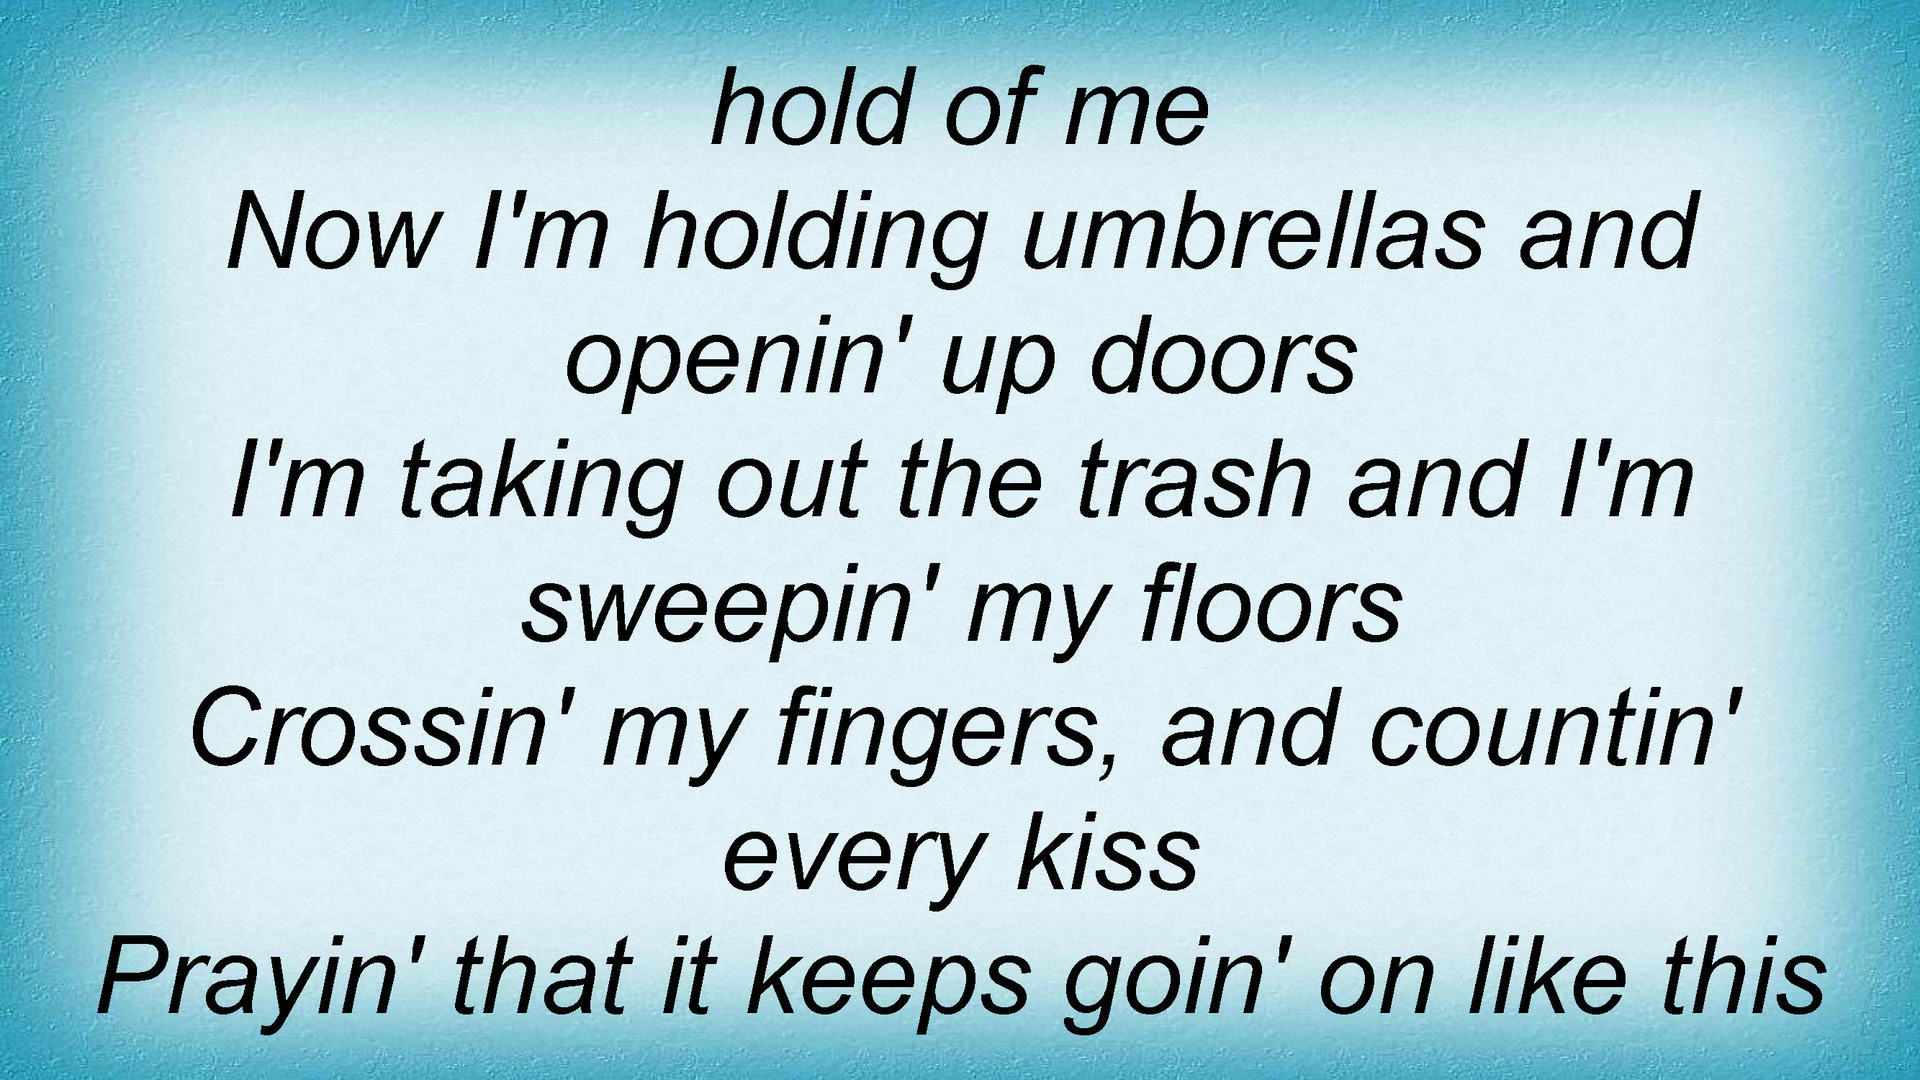 hold of me
Now I'm holding umbrellas and
openin' up doors
I'm taking out the trash and I'm
sweepin' my floors
Crossin' my fingers, and countin'
every kiss
Prayin' that it keeps goin' on like this